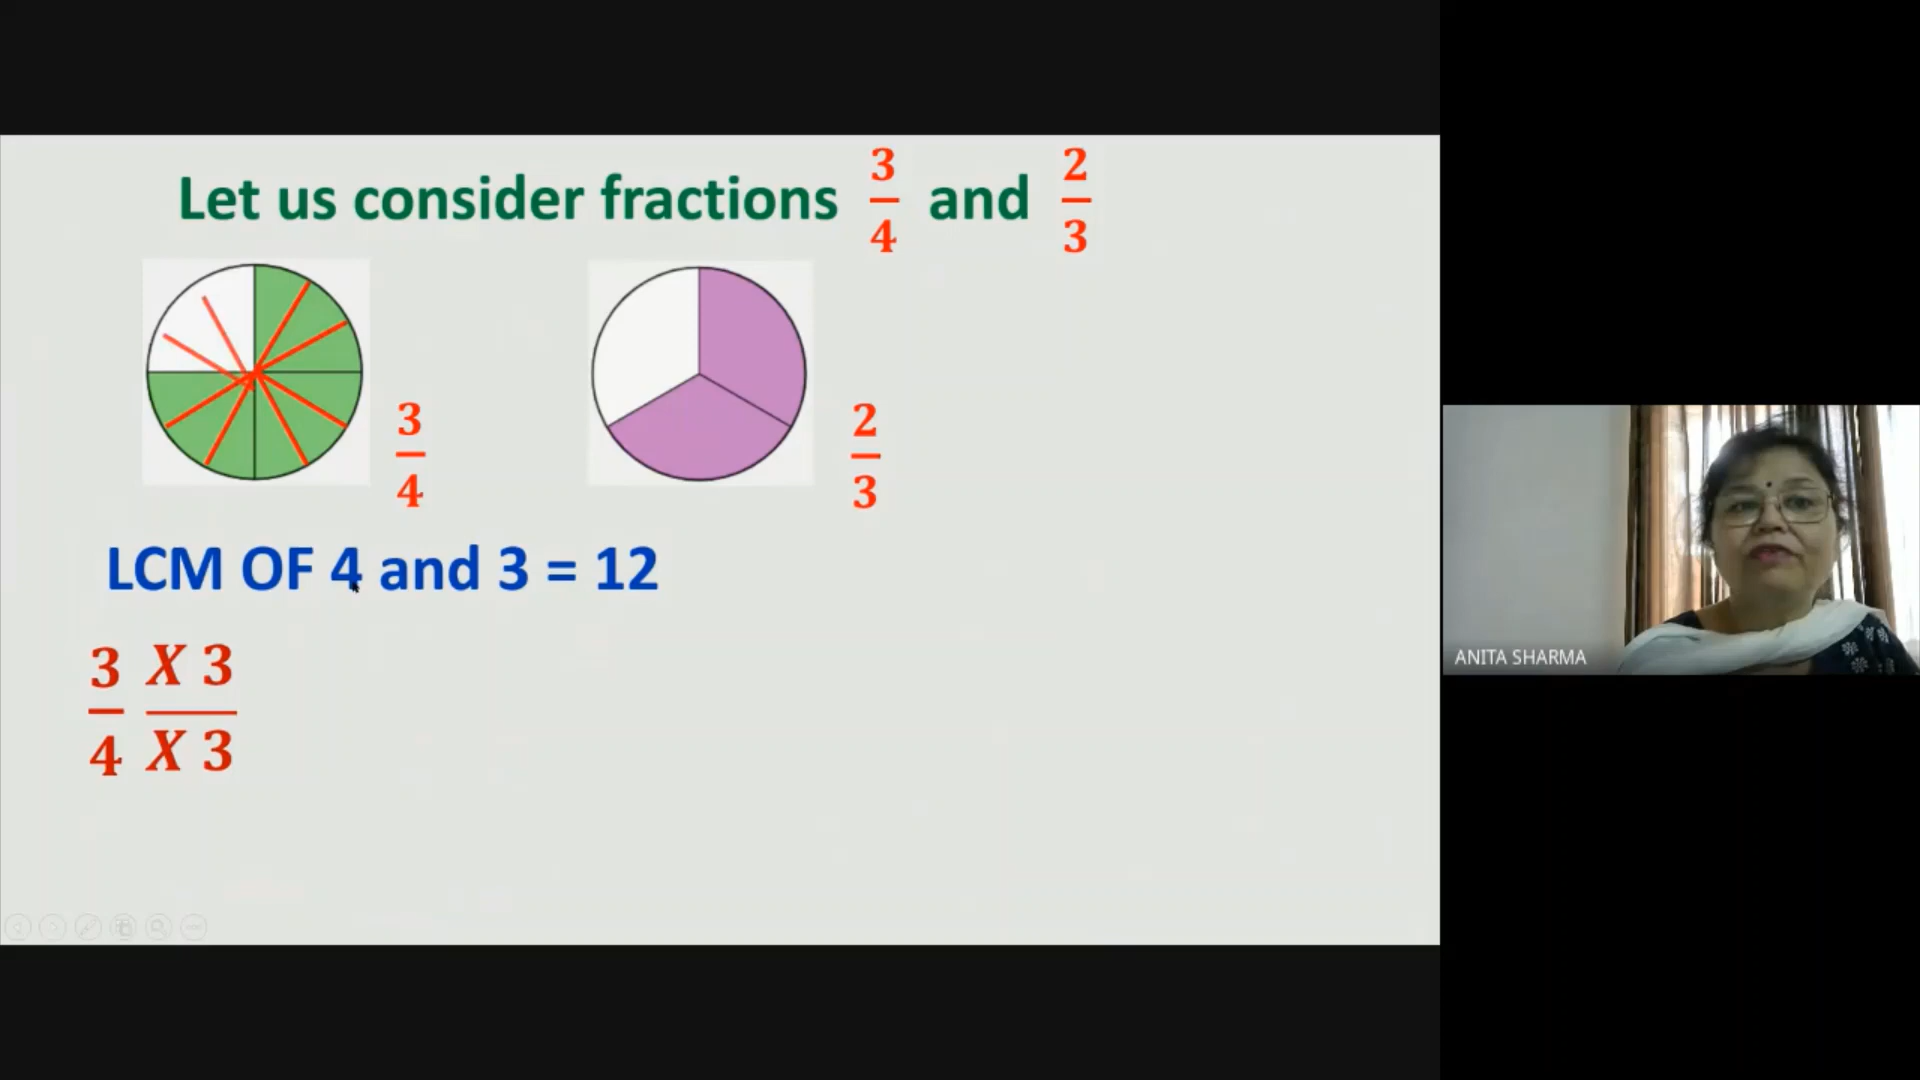 Let us consider fractions 3/4 and 2/3
3/4
2/3
LCM OF 4 and 3 = 12
3/4 X 3/X 3
ANITA SHARMA